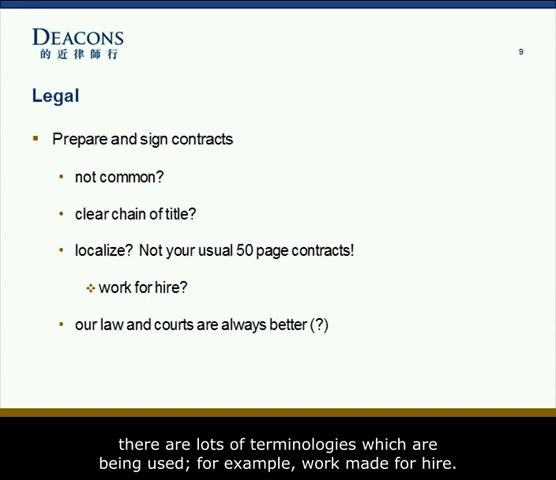 DEACONS
的近律師行
9
Legal
Prepare and sign contracts
not common?
clear chain of title?
localize? Not your usual 50 page contracts!
work for hire?
our law and courts are always better (?)
there are lots of terminologies which are
being used; for example, work made for hire.